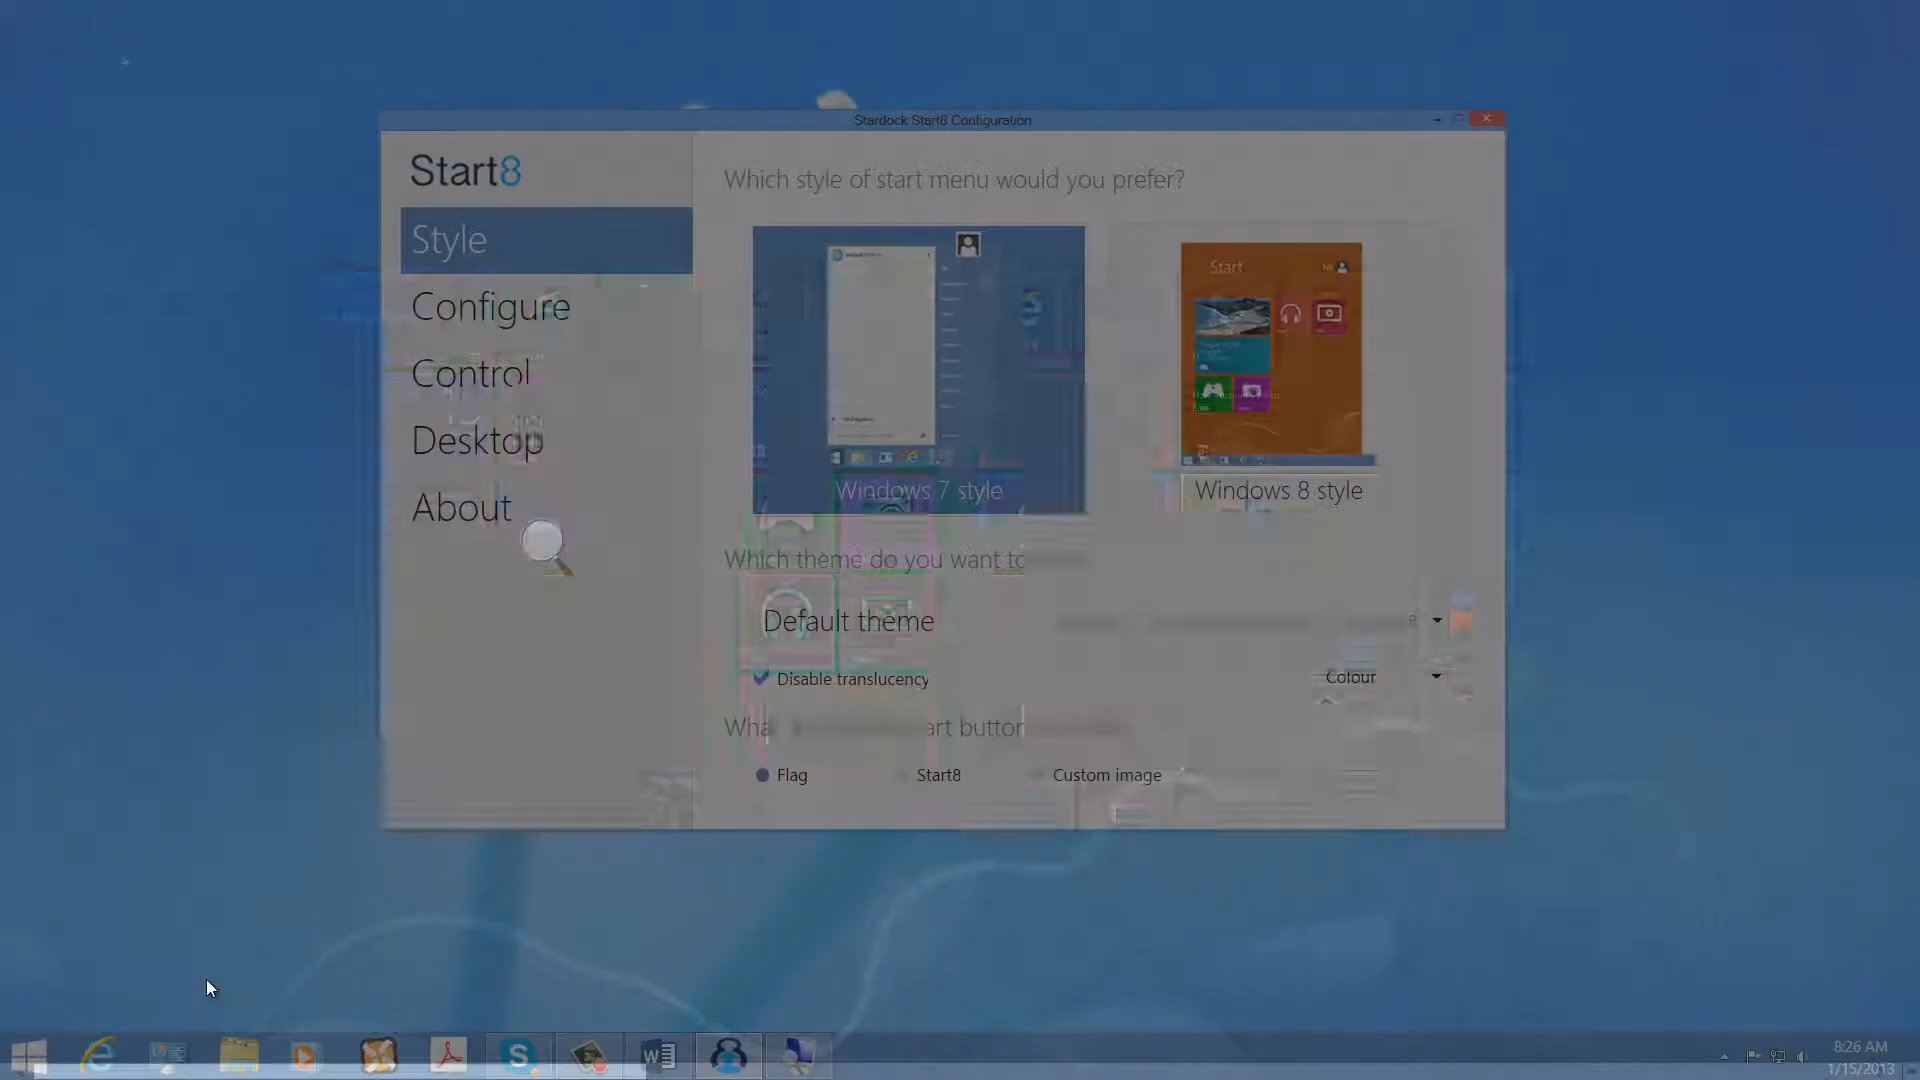 Stardock Start8 Configuration
Start8
Which style of start menu would you prefer?
Style
Configure
Control
Desktop
About
Start
Windows 7 style
Windows 8 style
Which theme do you want to
Default theme
Disable translucency
Colour
Flag
Start8
Custom image
8:26 AM
1/15/2013